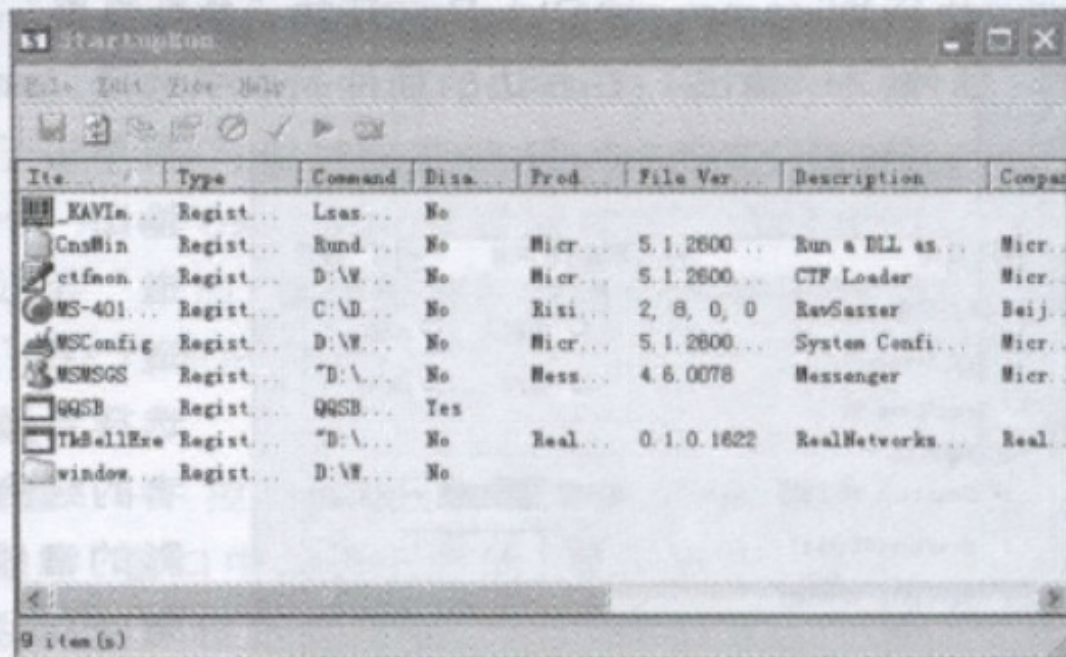 StartupRun
File Edit View Help
Ite... Type Command Disa... Prod... File Ver... Description Compan
_KAVIm... Regist... Lsas... No
CnsMin Regist... Rund... No Micr... 5.1.2600... Run a DLL as... Micr...
ctfmon... Regist... D:\W... No Micr... 5.1.2600... CTF Loader Micr...
MS-401... Regist... C:\D... No Risi... 2, 8, 0, 0 RavSasser Beij...
MSConfig Regist... D:\W... No Micr... 5.1.2600... System Confi... Micr...
MSMSGS Regist... "D:\... No Mess... 4.6.0078 Messenger Micr...
QQSB Regist... QQSB... Yes
TkBellExe Regist... "D:\... No Real... 0.1.0.1622 RealNetworks... Real...
window... Regist... D:\W... No
9 item(s)